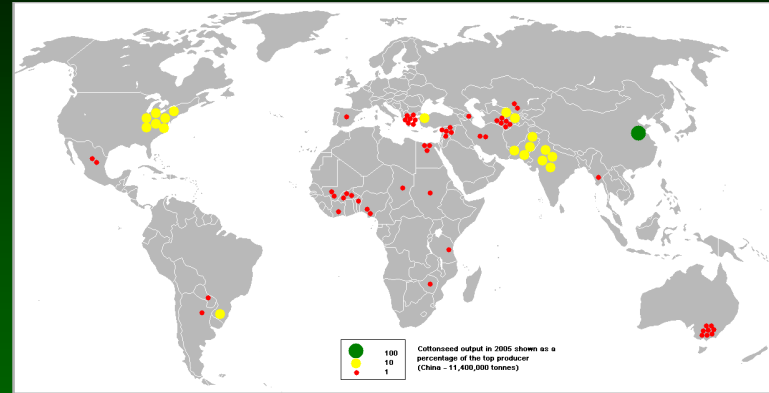 100
10
1
Cottonseed output in 2005 shown as a
percentage of the top producer
(China - 11,400,000 tonnes)